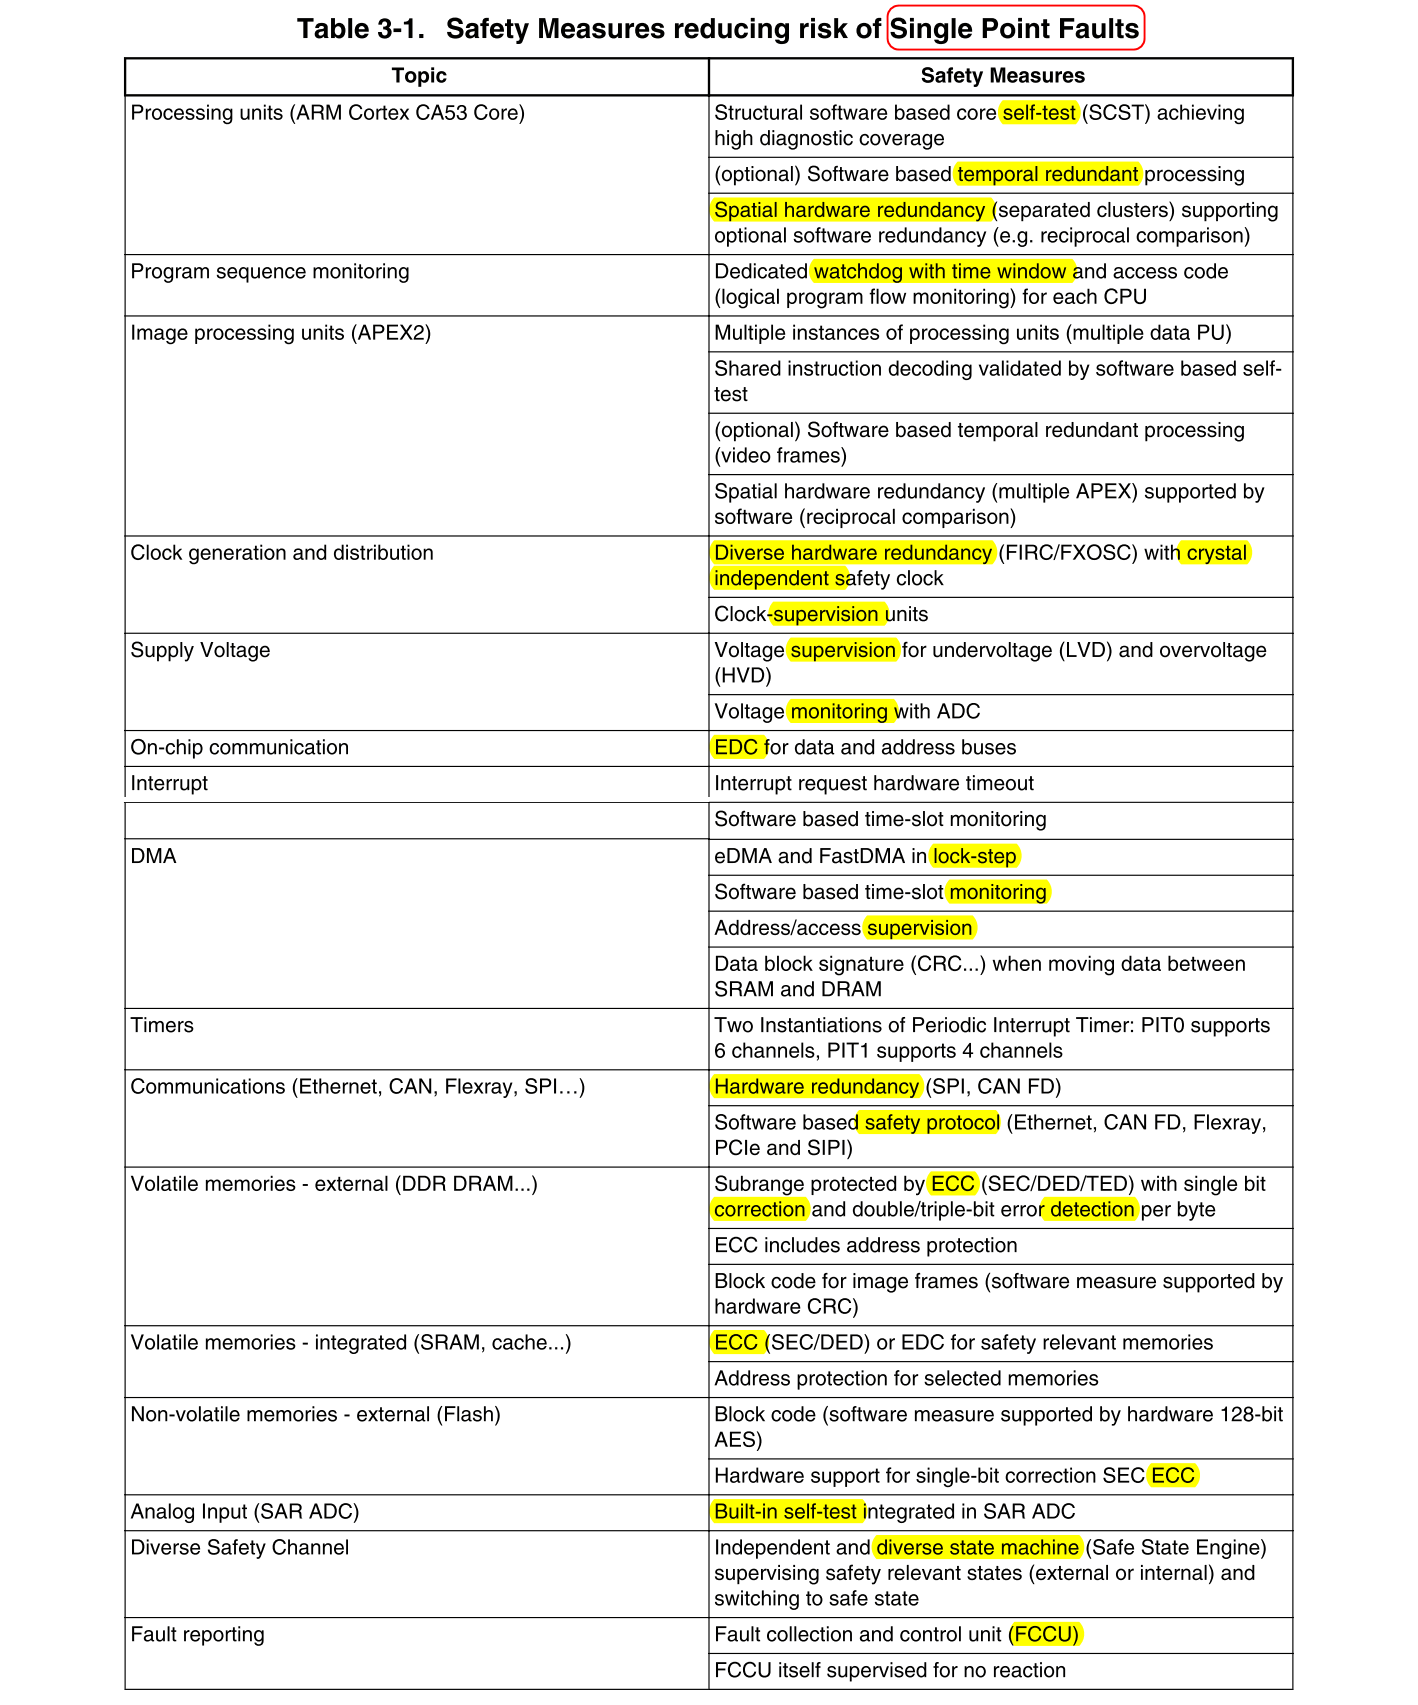 Table 3-1. Safety Measures reducing risk of Single Point Faults
Topic
Safety Measures
Processing units (ARM Cortex CA53 Core)
Structural software based core self-test (SCST) achieving
high diagnostic coverage
(optional) Software based temporal redundant processing
Spatial hardware redundancy (separated clusters) supporting
optional software redundancy (e.g. reciprocal comparison)
Program sequence monitoring
Dedicated watchdog with time window and access code
(logical program flow monitoring) for each CPU
Image processing units (APEX2)
Multiple instances of processing units (multiple data PU)
Shared instruction decoding validated by software based self-
test
(optional) Software based temporal redundant processing
(video frames)
Spatial hardware redundancy (multiple APEX) supported by
software (reciprocal comparison)
Clock generation and distribution
Diverse hardware redundancy (FIRC/FXOSC) with crystal
independent safety clock
Clock-supervision units
Supply Voltage
Voltage supervision for undervoltage (LVD) and overvoltage
(HVD)
Voltage monitoring with ADC
On-chip communication
EDC for data and address buses
Interrupt
Interrupt request hardware timeout
Software based time-slot monitoring
DMA
eDMA and FastDMA in lock-step
Software based time-slot monitoring
Address/access supervision
Data block signature (CRC...) when moving data between
SRAM and DRAM
Timers
Two Instantiations of Periodic Interrupt Timer: PIT0 supports
6 channels, PIT1 supports 4 channels
Communications (Ethernet, CAN, Flexray, SPI…)
Hardware redundancy (SPI, CAN FD)
Software based safety protocol (Ethernet, CAN FD, Flexray,
PCIe and SIPI)
Volatile memories - external (DDR DRAM...)
Subrange protected by ECC (SEC/DED/TED) with single bit
correction and double/triple-bit error detection per byte
ECC includes address protection
Block code for image frames (software measure supported by
hardware CRC)
Volatile memories - integrated (SRAM, cache...)
ECC (SEC/DED) or EDC for safety relevant memories
Address protection for selected memories
Non-volatile memories - external (Flash)
Block code (software measure supported by hardware 128-bit
AES)
Hardware support for single-bit correction SEC ECC
Analog Input (SAR ADC)
Built-in self-test integrated in SAR ADC
Diverse Safety Channel
Independent and diverse state machine (Safe State Engine)
supervising safety relevant states (external or internal) and
switching to safe state
Fault reporting
Fault collection and control unit (FCCU)
FCCU itself supervised for no reaction